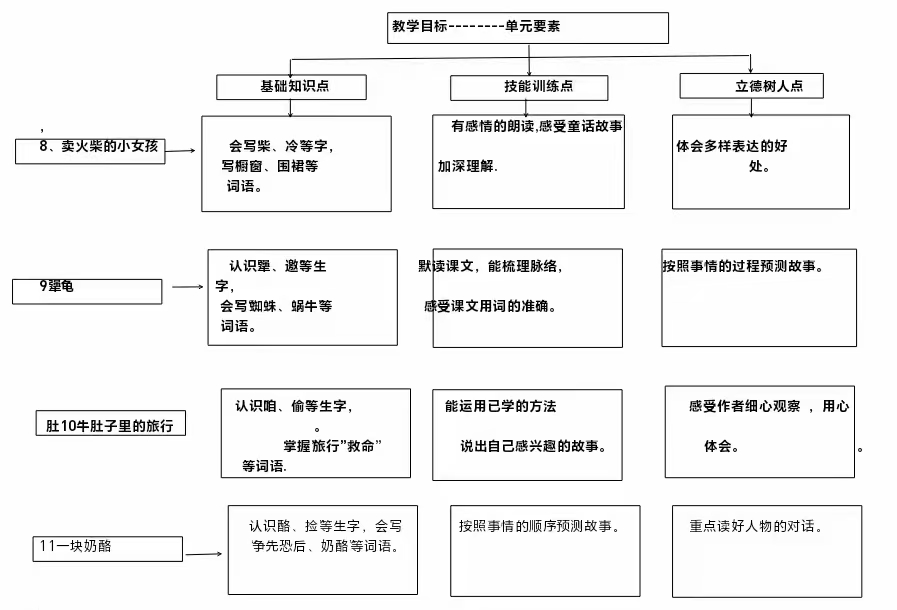 教学目标--------单元要素
基础知识点
技能训练点
立德树人点
,
8、卖火柴的小女孩
会写柴、冷等字，
写橱窗、围裙等
词语。
有感情的朗读,感受童话故事
加深理解.
体会多样表达的好
处。
9犟龟
认识犟、邀等生
字，
会写蜘蛛、蜗牛等
词语。
默读课文，能梳理脉络，
感受课文用词的准确。
按照事情的过程预测故事。
肚10牛肚子里的旅行
认识咱、偷等生字，
。
掌握旅行”救命”
等词语.
能运用已学的方法
说出自己感兴趣的故事。
感受作者细心观察 ，用心
体会。
。
11一块奶酪
认识酪、捡等生字，会写
争先恐后、奶酪等词语。
按照事情的顺序预测故事。
重点读好人物的对话。